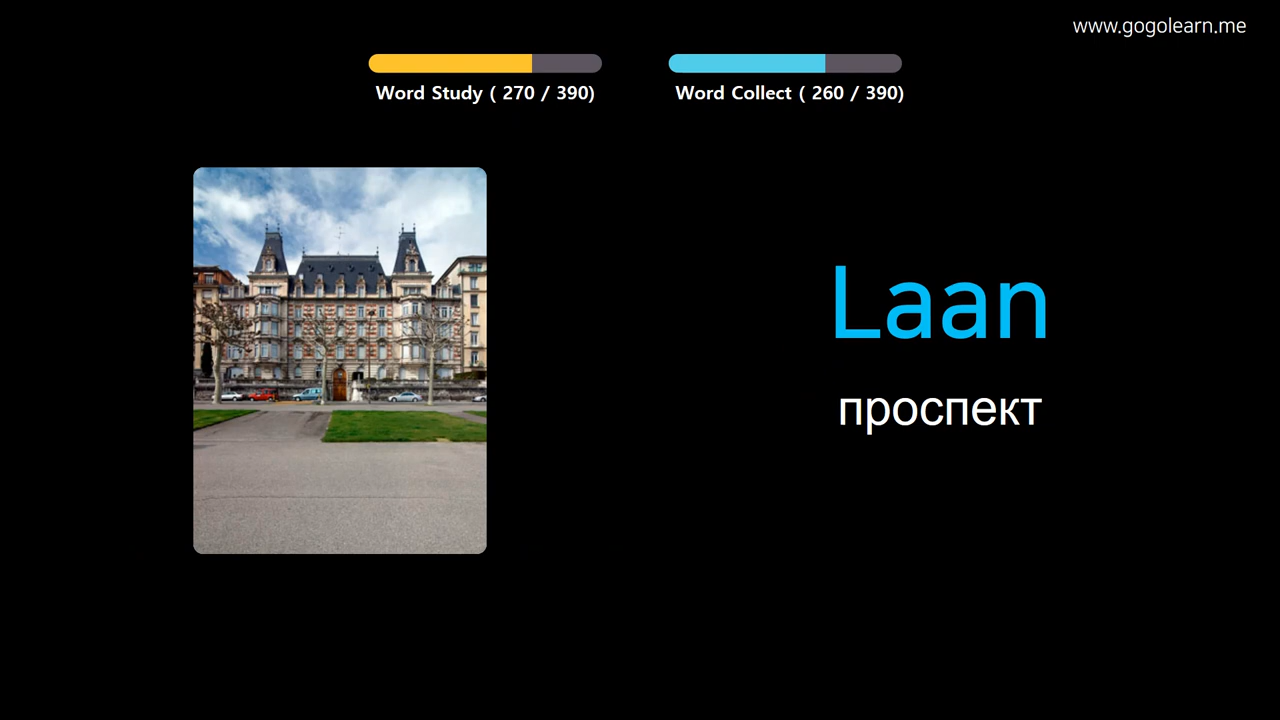 www.gogolearn.me
Word Study ( 270 / 390)
Word Collect ( 260 / 390)
Laan
проспект